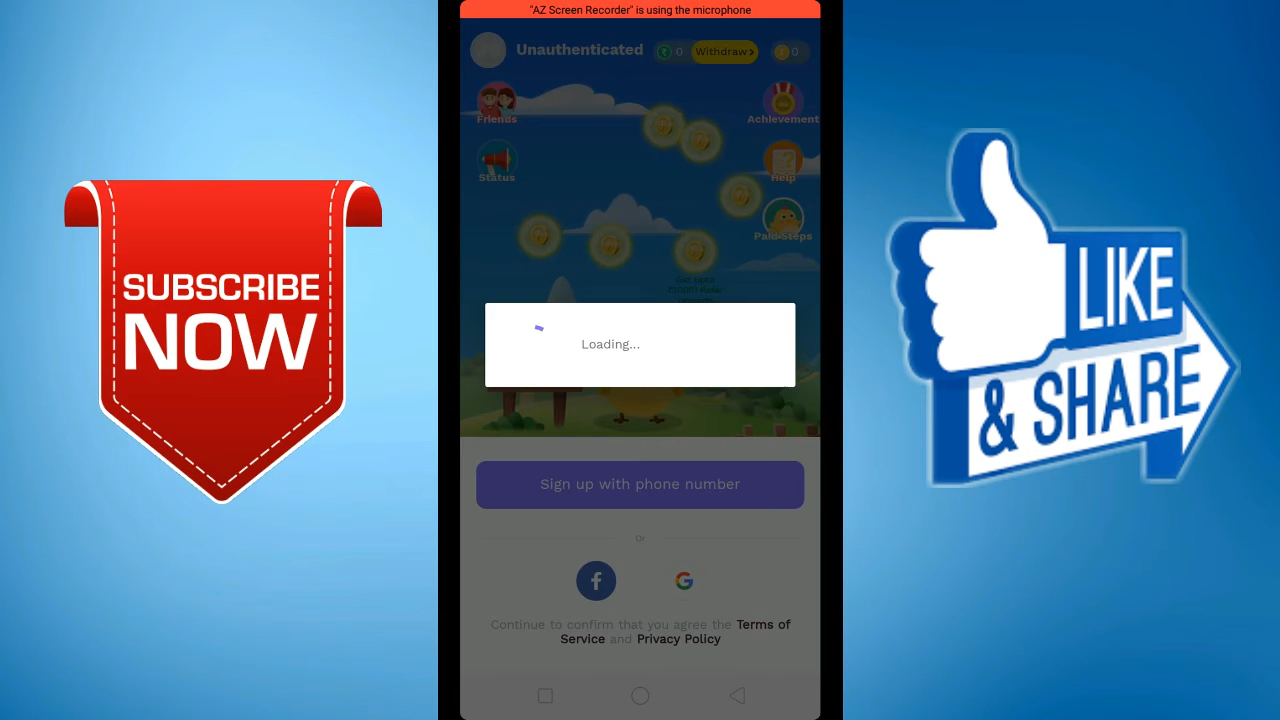 "AZ Screen Recorder" is using the microphone
Unauthenticated
0
Withdraw >
0
Friends
Achievement
Status
Help
Paid Steps
SUBSCRIBE
NOW
Loading...
LIKE
& SHARE
Sign up with phone number
Or
Continue to confirm that you agree the Terms of
Service and Privacy Policy